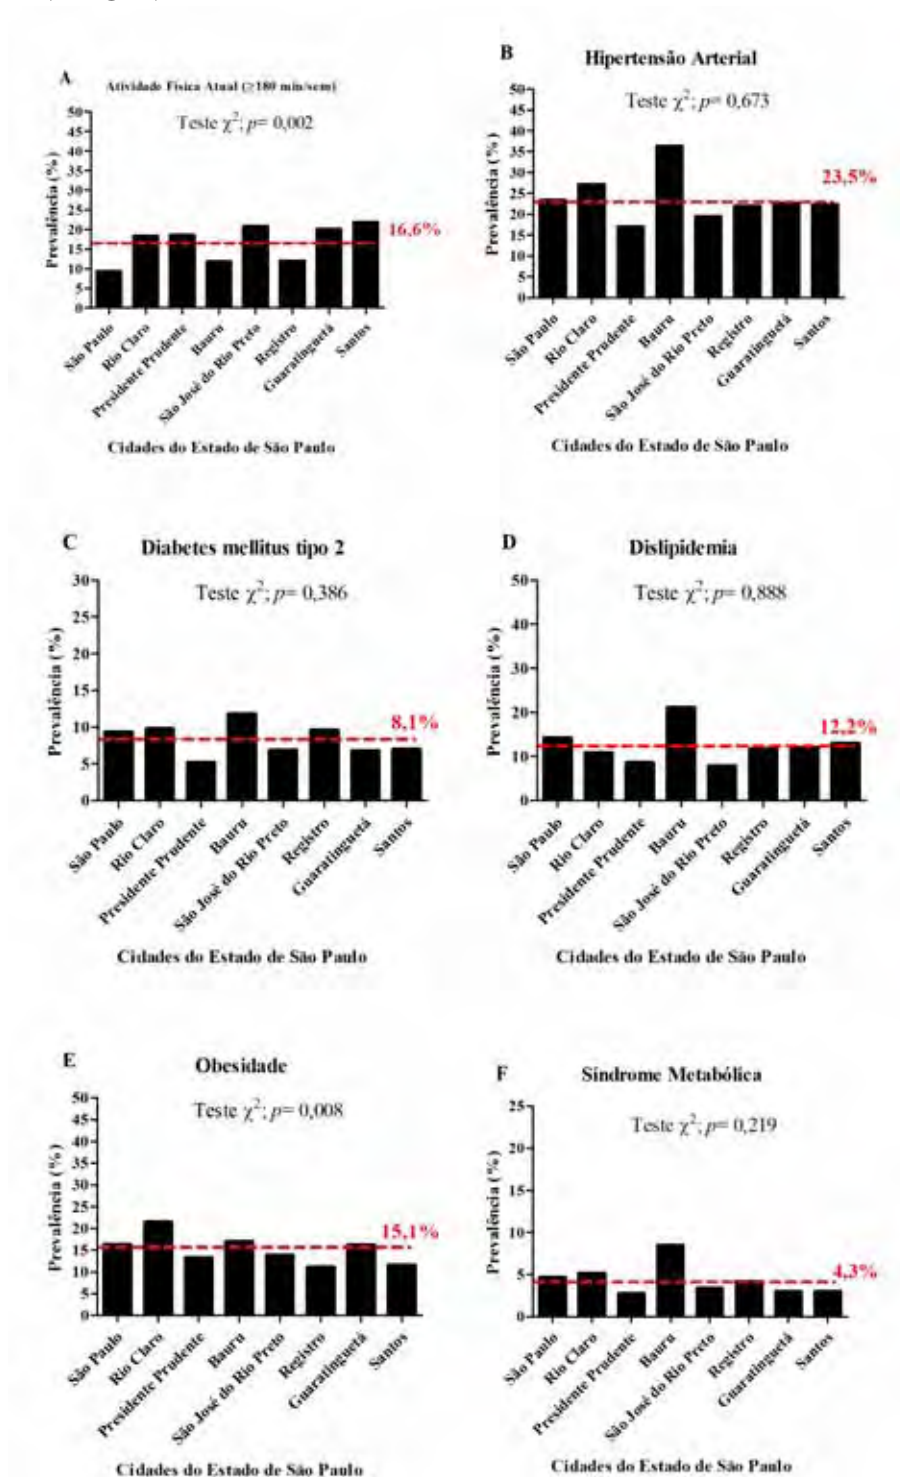 A
Atividade Física Atual (≥180 min/sem)
Teste χ²; p= 0,002
Prevalência (%)
50
45
40
35
30
25
20
15
10
5
0
16,6%
São Paulo
Rio Claro
Presidente Prudente
Bauru
São José do Rio Preto
Registro
Guaratinguetá
Santos
Cidades do Estado de São Paulo
B
Hipertensão Arterial
Teste χ²; p= 0,673
Prevalência (%)
50
45
40
35
30
25
20
15
10
5
0
23,5%
São Paulo
Rio Claro
Presidente Prudente
Bauru
São José do Rio Preto
Registro
Guaratinguetá
Santos
Cidades do Estado de São Paulo
C
Diabetes mellitus tipo 2
Teste χ²; p= 0,386
Prevalência (%)
30
25
20
15
10
5
0
8,1%
São Paulo
Rio Claro
Presidente Prudente
Bauru
São José do Rio Preto
Registro
Guaratinguetá
Santos
Cidades do Estado de São Paulo
D
Dislipidemia
Teste χ²; p= 0,888
Prevalência (%)
50
40
30
20
10
0
12,2%
São Paulo
Rio Claro
Presidente Prudente
Bauru
São José do Rio Preto
Registro
Guaratinguetá
Santos
Cidades do Estado de São Paulo
E
Obesidade
Teste χ²; p= 0,008
Prevalência (%)
50
45
40
35
30
25
20
15
10
5
0
15,1%
São Paulo
Rio Claro
Presidente Prudente
Bauru
São José do Rio Preto
Registro
Guaratinguetá
Santos
Cidades do Estado de São Paulo
F
Síndrome Metabólica
Teste χ²; p= 0,219
Prevalência (%)
25
20
15
10
5
0
4,3%
São Paulo
Rio Claro
Presidente Prudente
Bauru
São José do Rio Preto
Registro
Guaratinguetá
Santos
Cidades do Estado de São Paulo